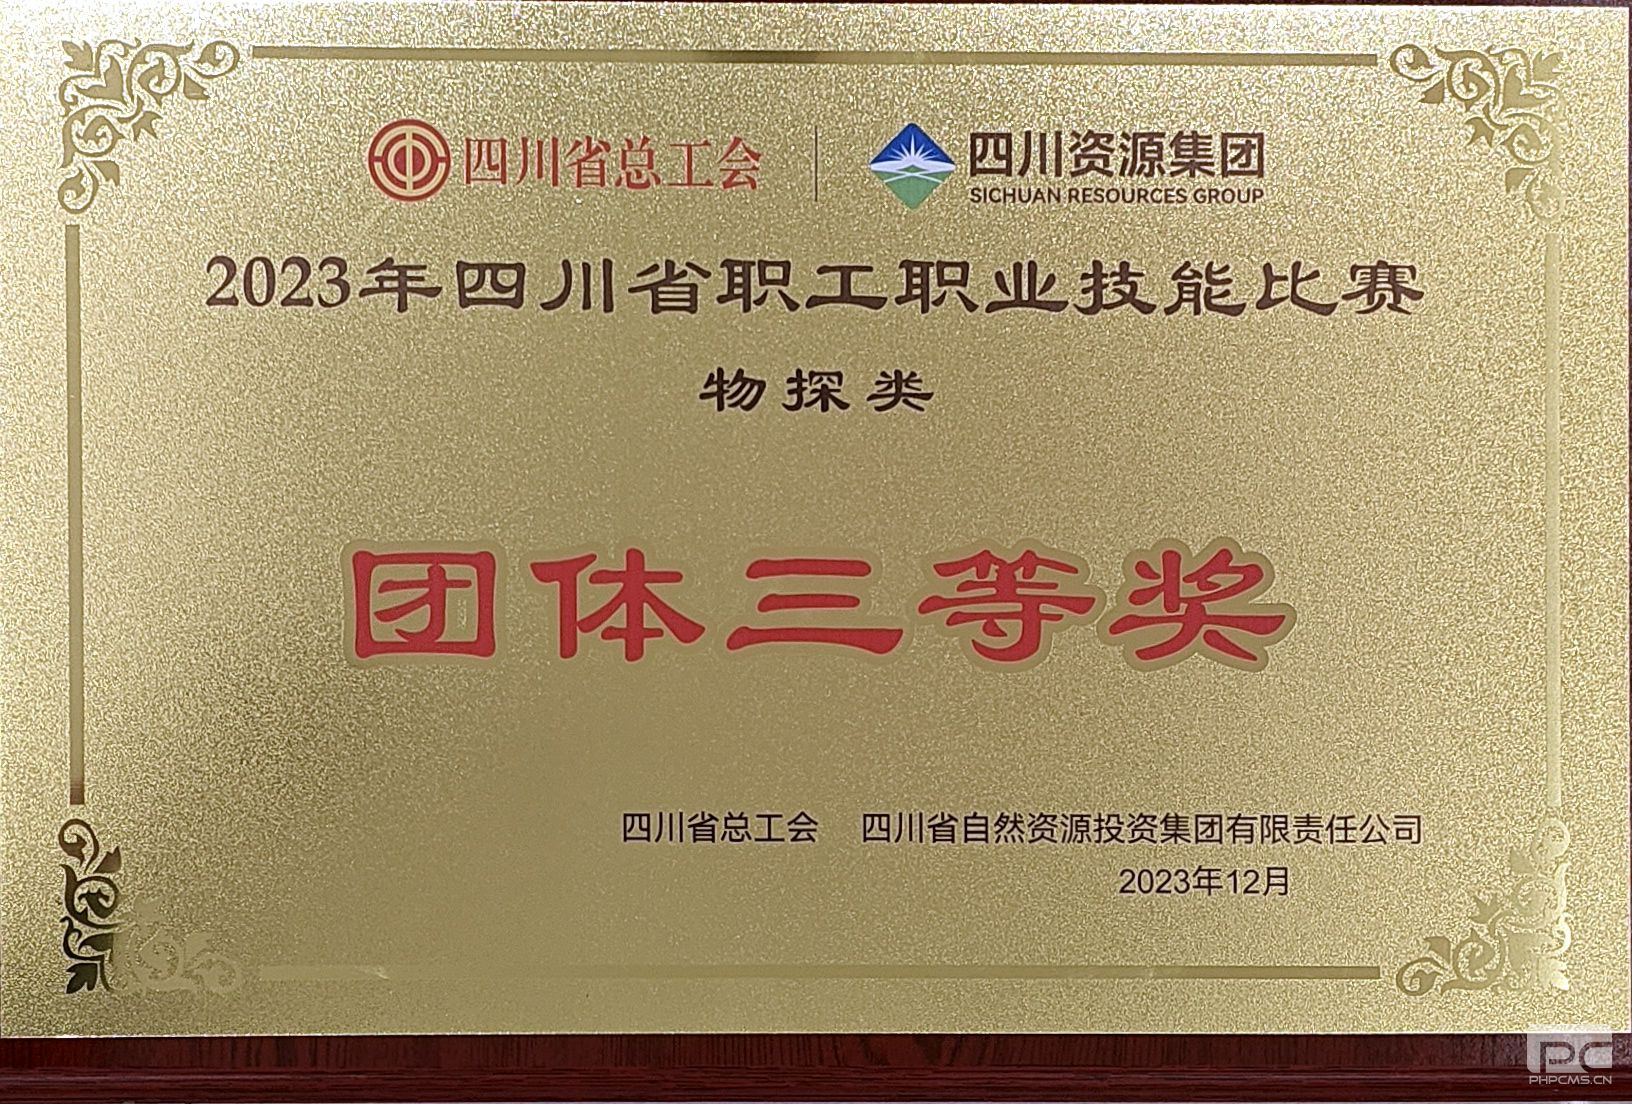 四川省总工会 四川资源集团
SICHUAN RESOURCES GROUP
2023年四川省职工职业技能比赛
物探类
团体三等奖
四川省总工会 四川省自然资源投资集团有限责任公司
2023年12月
PC
PHPCMS.CN